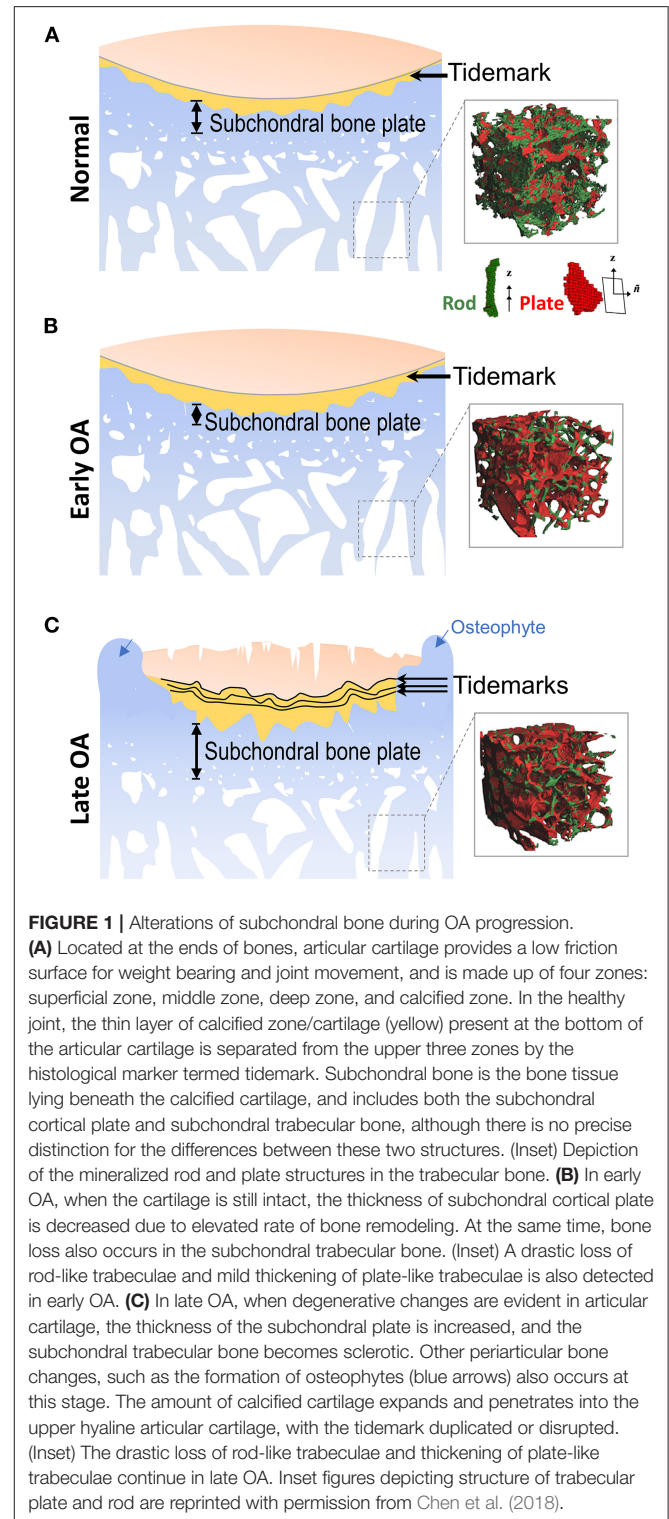 A
Tidemark
Subchondral bone plate
Normal
z
z
ñ
Rod
Plate
B
Tidemark
Subchondral bone plate
Early OA
C
Osteophyte
Tidemarks
Subchondral bone plate
Late OA
FIGURE 1 | Alterations of subchondral bone during OA progression.
(A) Located at the ends of bones, articular cartilage provides a low friction
surface for weight bearing and joint movement, and is made up of four zones:
superficial zone, middle zone, deep zone, and calcified zone. In the healthy
joint, the thin layer of calcified zone/cartilage (yellow) present at the bottom of
the articular cartilage is separated from the upper three zones by the
histological marker termed tidemark. Subchondral bone is the bone tissue
lying beneath the calcified cartilage, and includes both the subchondral
cortical plate and subchondral trabecular bone, although there is no precise
distinction for the differences between these two structures. (Inset) Depiction
of the mineralized rod and plate structures in the trabecular bone. (B) In early
OA, when the cartilage is still intact, the thickness of subchondral cortical plate
is decreased due to elevated rate of bone remodeling. At the same time, bone
loss also occurs in the subchondral trabecular bone. (Inset) A drastic loss of
rod-like trabeculae and mild thickening of plate-like trabeculae is also detected
in early OA. (C) In late OA, when degenerative changes are evident in articular
cartilage, the thickness of the subchondral plate is increased, and the
subchondral trabecular bone becomes sclerotic. Other periarticular bone
changes, such as the formation of osteophytes (blue arrows) also occurs at
this stage. The amount of calcified cartilage expands and penetrates into the
upper hyaline articular cartilage, with the tidemark duplicated or disrupted.
(Inset) The drastic loss of rod-like trabeculae and thickening of plate-like
trabeculae continue in late OA. Inset figures depicting structure of trabecular
plate and rod are reprinted with permission from Chen et al. (2018).